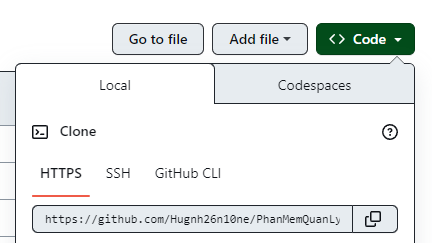 Go to file Add file <> Code
Local Codespaces
Clone
HTTPS SSH GitHub CLI
https://github.com/Hugnh26n10ne/PhanMemQuanLy